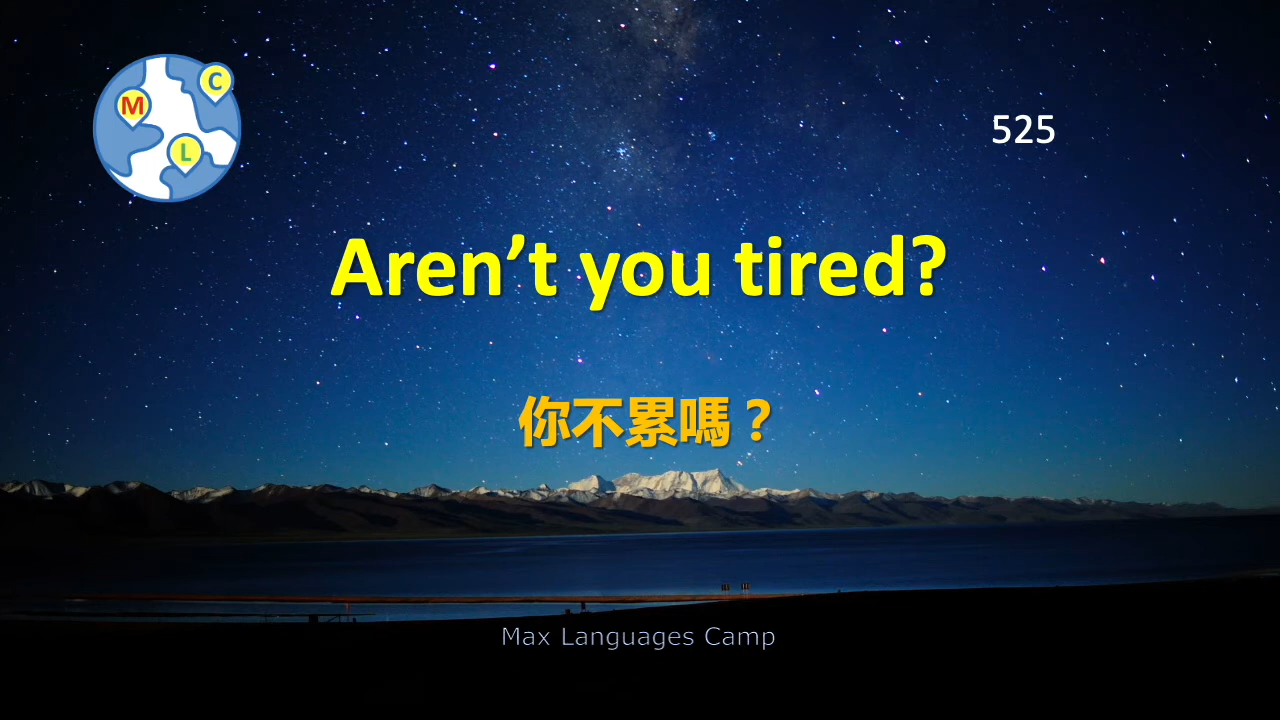 C
M
L
525
Aren’t you tired?
你不累嗎？
Max Languages Camp